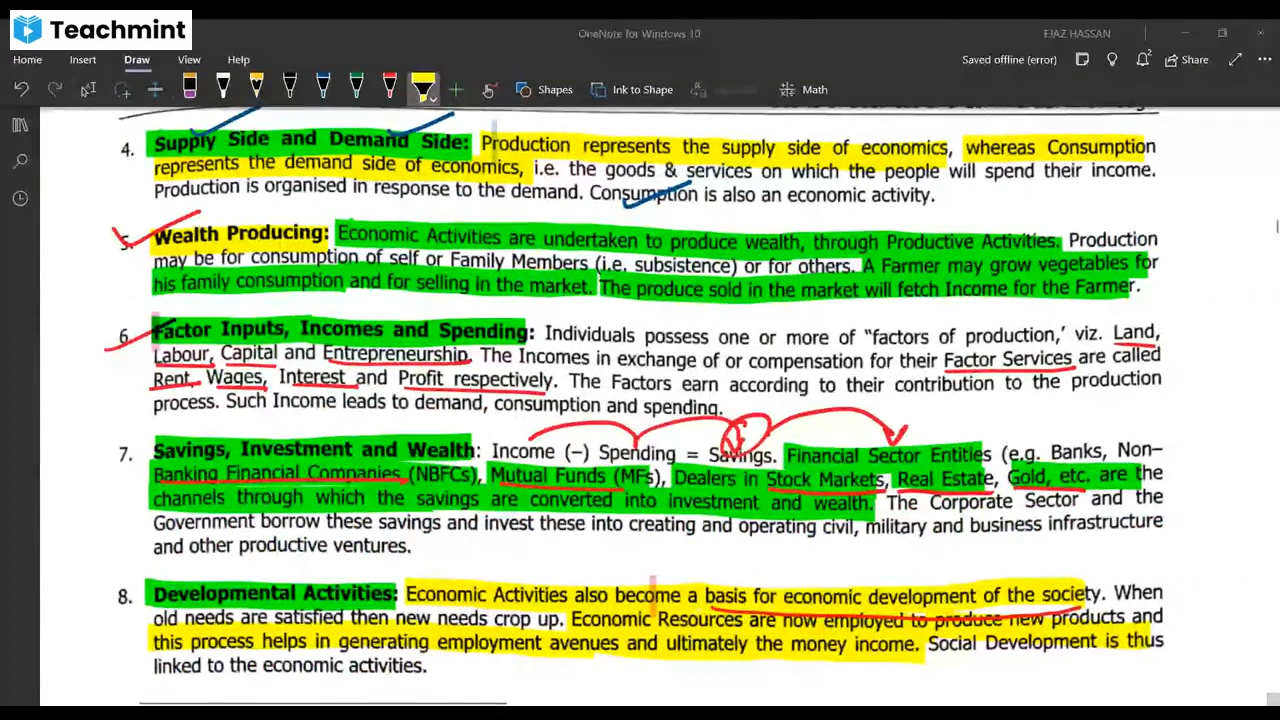 Teachmint
OneNote for Windows 10
EJAZ HASSAN
Home Insert Draw View Help
Saved offline (error)
Share
Shapes
Ink to Shape
Math
4. Supply Side and Demand Side: Production represents the supply side of economics, whereas Consumption
represents the demand side of economics, i.e. the goods & services on which the people will spend their income.
Production is organised in response to the demand. Consumption is also an economic activity.
5. Wealth Producing: Economic Activities are undertaken to produce wealth, through Productive Activities. Production
may be for consumption of self or Family Members (i.e. subsistence) or for others. A Farmer may grow vegetables for
his family consumption and for selling in the market. The produce sold in the market will fetch Income for the Farmer.
6. Factor Inputs, Incomes and Spending: Individuals possess one or more of “factors of production,’ viz. Land,
Labour, Capital and Entrepreneurship. The Incomes in exchange of or compensation for their Factor Services are called
Rent, Wages, Interest and Profit respectively. The Factors earn according to their contribution to the production
process. Such Income leads to demand, consumption and spending.
7. Savings, Investment and Wealth: Income (–) Spending = Savings. Financial Sector Entities (e.g. Banks, Non-
Banking Financial Companies (NBFCs), Mutual Funds (MFs), Dealers in Stock Markets, Real Estate, Gold, etc. are the
channels through which the savings are converted into investment and wealth. The Corporate Sector and the
Government borrow these savings and invest these into creating and operating civil, military and business infrastructure
and other productive ventures.
8. Developmental Activities: Economic Activities also become a basis for economic development of the society. When
old needs are satisfied then new needs crop up. Economic Resources are now employed to produce new products and
this process helps in generating employment avenues and ultimately the money income. Social Development is thus
linked to the economic activities.